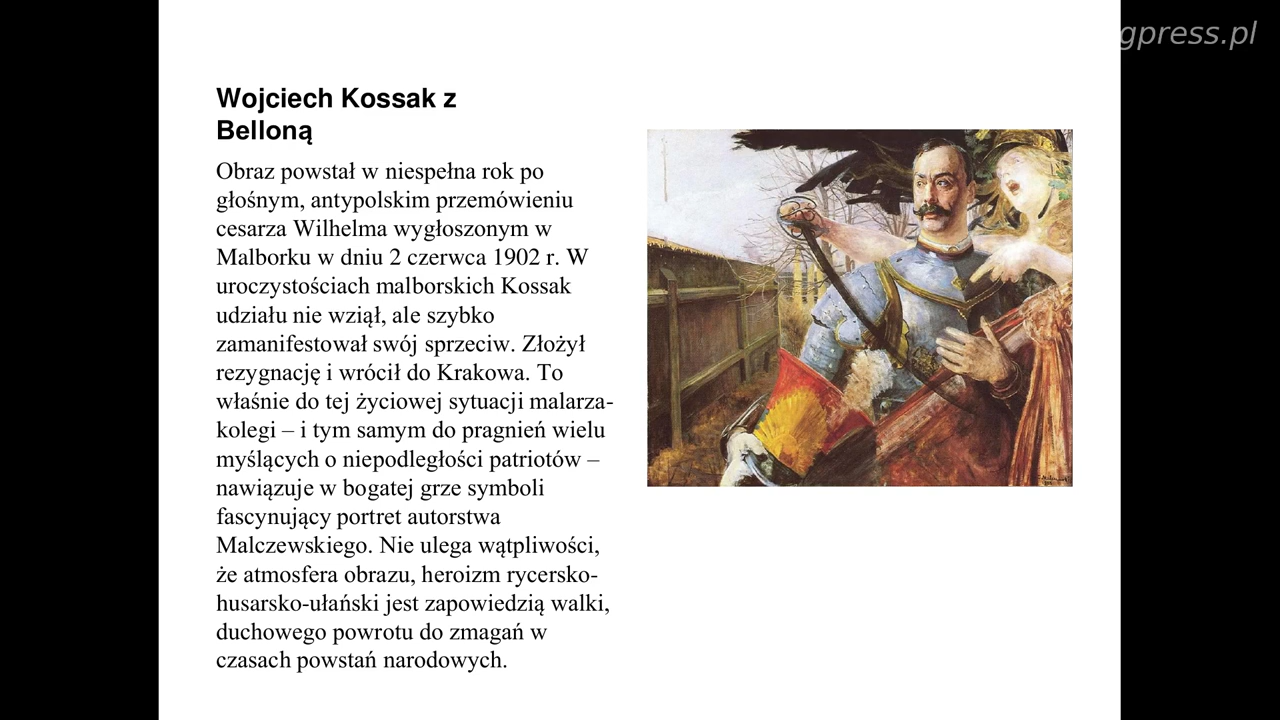 gpress.pl
Wojciech Kossak z
Belloną
Obraz powstał w niespełna rok po
głośnym, antypolskim przemówieniu
cesarza Wilhelma wygłoszonym w
Malborku w dniu 2 czerwca 1902 r. W
uroczystościach malborskich Kossak
udziału nie wziął, ale szybko
zamanifestował swój sprzeciw. Złożył
rezygnację i wrócił do Krakowa. To
właśnie do tej życiowej sytuacji malarza-
kolegi – i tym samym do pragnień wielu
myślących o niepodległości patriotów –
nawiązuje w bogatej grze symboli
fascynujący portret autorstwa
Malczewskiego. Nie ulega wątpliwości,
że atmosfera obrazu, heroizm rycersko-
husarsko-ułański jest zapowiedzią walki,
duchowego powrotu do zmagań w
czasach powstań narodowych.